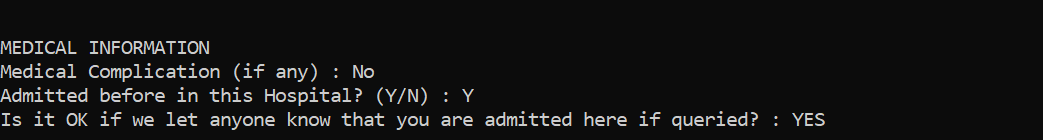 MEDICAL INFORMATION
Medical Complication (if any) : No
Admitted before in this Hospital? (Y/N) : Y
Is it OK if we let anyone know that you are admitted here if queried? : YES